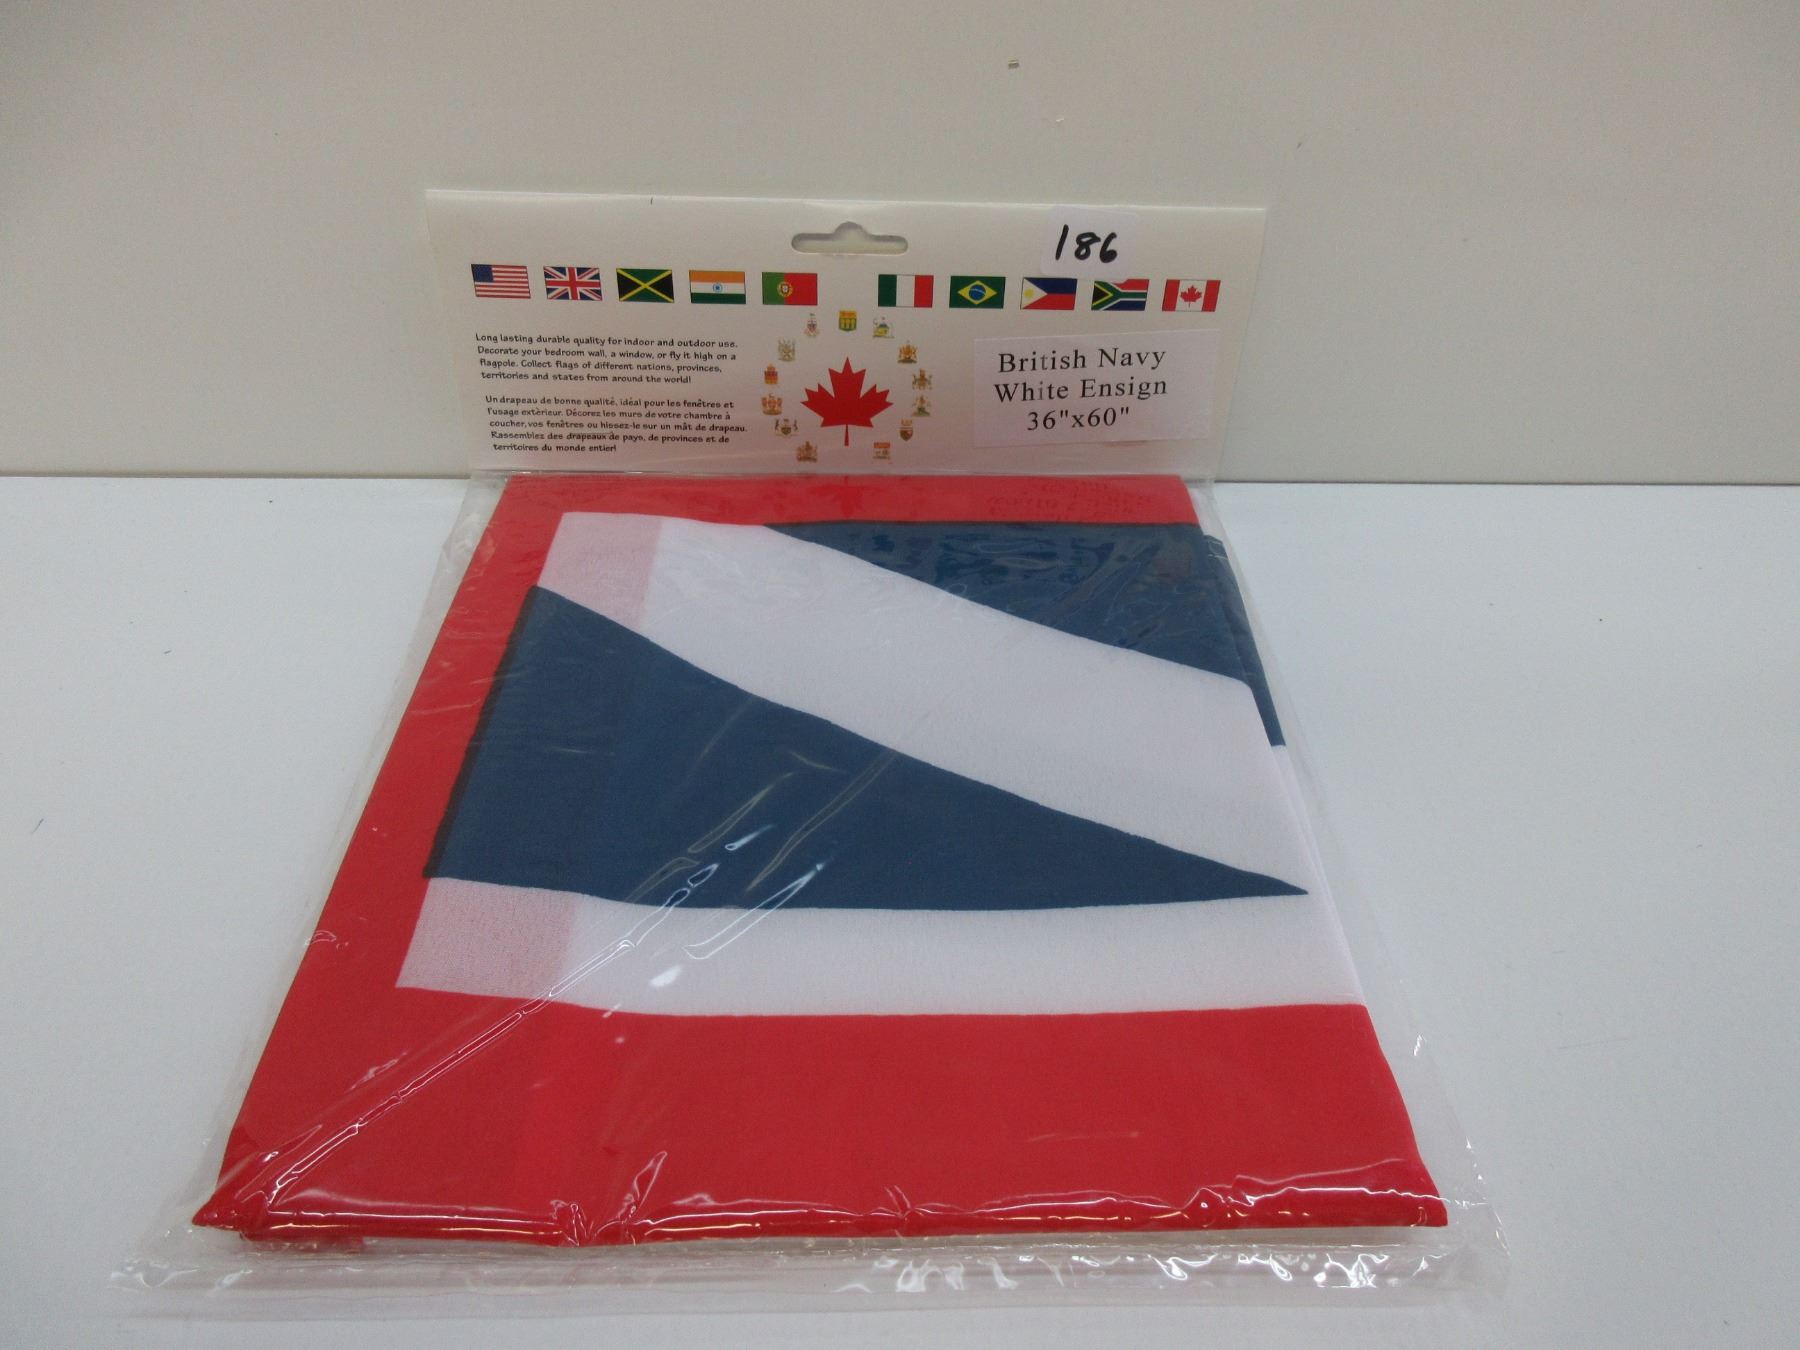 186
Long lasting durable quality for indoor and outdoor use.
Decorate your bedroom wall, a window, or fly it high on a
flagpole. Collect flags of different nations, provinces,
territories and states from around the world!
Un drapeau de bonne qualité, idéal pour les fenêtres et
l'usage extèrieur. Décorez les murs de votre chambre à
coucher, vos fenêtres ou hissez-le sur un mât de drapeau.
Rassemblez des drapeaux de pays, de provinces et de
territoires du monde entier!
British Navy
White Ensign
36"x60"